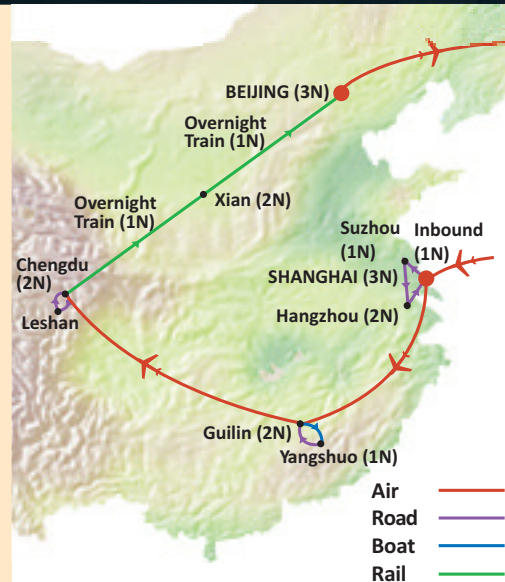 BEIJING (3N)
Overnight
Train (1N)
Xian (2N)
Overnight
Train (1N)
Suzhou
(1N)
Inbound
(1N)
SHANGHAI (3N)
Hangzhou (2N)
Chengdu
(2N)
Leshan
Guilin (2N)
Yangshuo (1N)
Air
Road
Boat
Rail